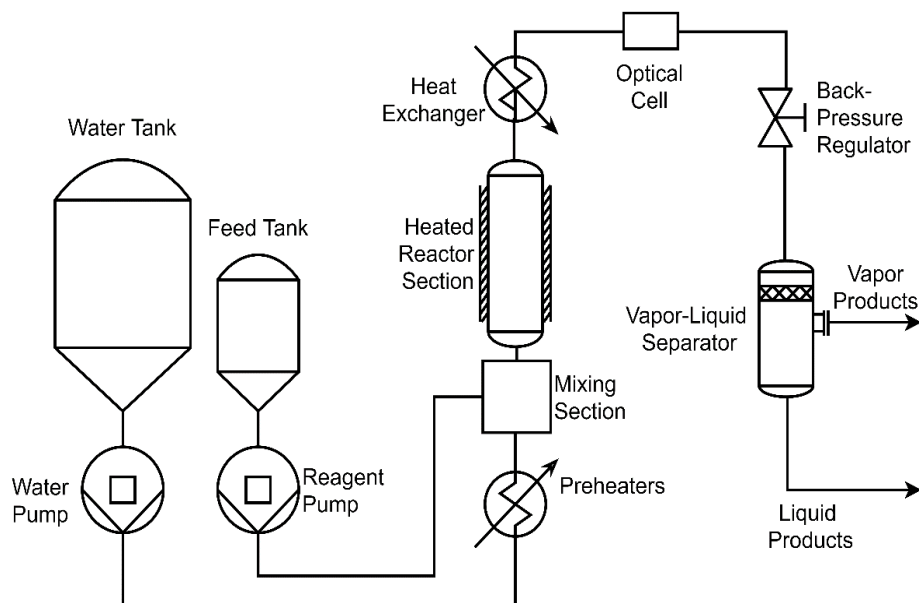 Water Tank
Feed Tank
Heat
Exchanger
Optical
Cell
Back-
Pressure
Regulator
Heated
Reactor
Section
Vapor-Liquid
Separator
Vapor
Products
Mixing
Section
Water
Pump
Reagent
Pump
Preheaters
Liquid
Products